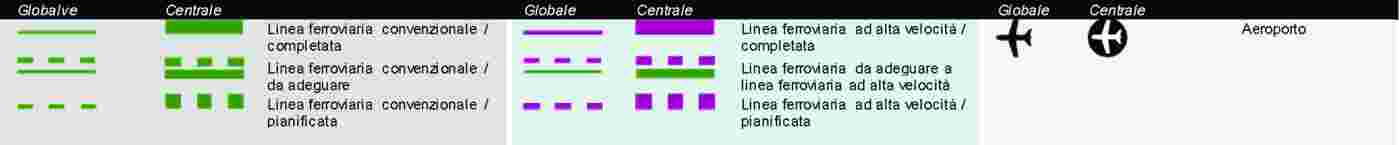 Globalve Centrale
Linea ferroviaria convenzionale /
completata
Linea ferroviaria convenzionale /
da adeguare
Linea ferroviaria convenzionale /
pianificata
Globale Centrale
Linea ferroviaria ad alta velocità /
completata
Linea ferroviaria da adeguare a
linea ferroviaria ad alta velocità
Linea ferroviaria ad alta velocità /
pianificata
Globale Centrale
Aeroporto